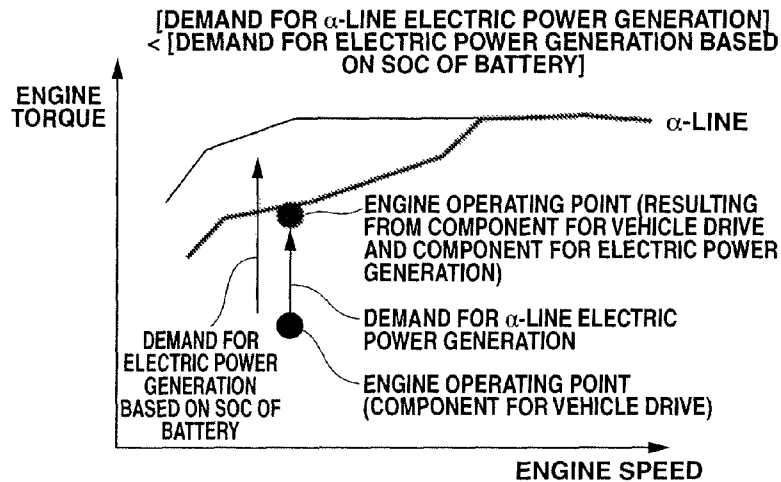 [DEMAND FOR α-LINE ELECTRIC POWER GENERATION]
< [DEMAND FOR ELECTRIC POWER GENERATION BASED
ON SOC OF BATTERY]
ENGINE
TORQUE
α-LINE
ENGINE OPERATING POINT (RESULTING
FROM COMPONENT FOR VEHICLE DRIVE
AND COMPONENT FOR ELECTRIC POWER
GENERATION)
DEMAND FOR α-LINE ELECTRIC
POWER GENERATION
ENGINE OPERATING POINT
(COMPONENT FOR VEHICLE DRIVE)
DEMAND FOR
ELECTRIC POWER
GENERATION
BASED ON SOC OF
BATTERY
ENGINE SPEED